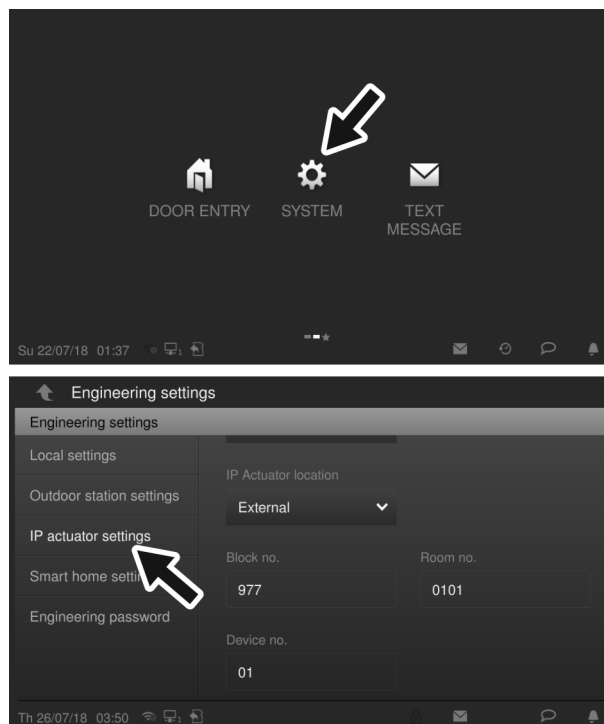 DOOR ENTRY
SYSTEM
TEXT
MESSAGE
Su 22/07/18 01:37
1
Engineering settings
Engineering settings
Local settings
Outdoor station settings
IP actuator settings
Smart home setti
Engineering password
IP Actuator location
External
Block no.
Room no.
977
0101
Device no.
01
Th 26/07/18 03:50
1